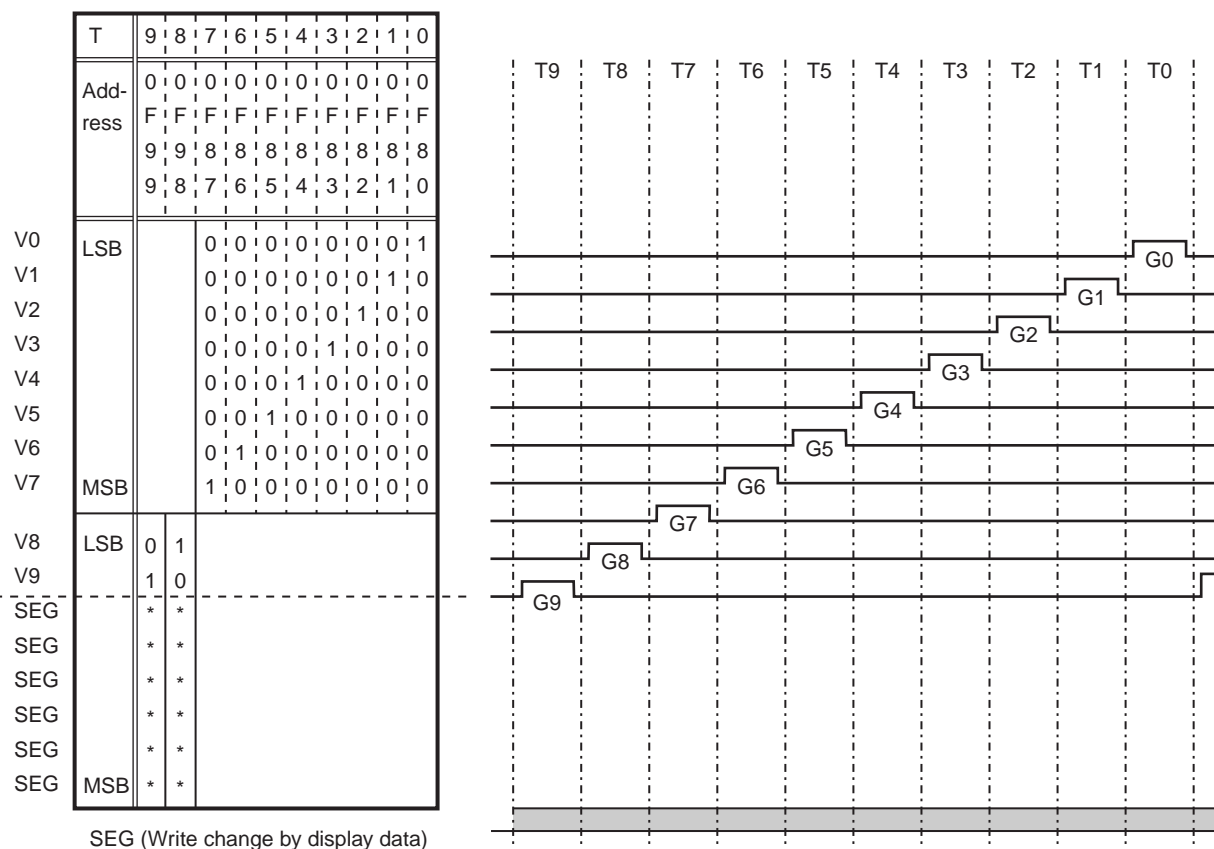 T 9 8 7 6 5 4 3 2 1 0
Add-
ress
0 0 0 0 0 0 0 0 0 0
F F F F F F F F F F
9 9 8 8 8 8 8 8 8 8
9 8 7 6 5 4 3 2 1 0
V0 LSB 0 0 0 0 0 0 0 1
V1 0 0 0 0 0 0 1 0
V2 0 0 0 0 0 1 0 0
V3 0 0 0 0 1 0 0 0
V4 0 0 0 1 0 0 0 0
V5 0 0 1 0 0 0 0 0
V6 0 1 0 0 0 0 0 0
V7 MSB 1 0 0 0 0 0 0 0
V8 LSB 0 1
V9 1 0
SEG * *
SEG * *
SEG * *
SEG * *
SEG * *
SEG MSB * *
SEG (Write change by display data)
T9 T8 T7 T6 T5 T4 T3 T2 T1 T0
G0
G1
G2
G3
G4
G5
G6
G7
G8
G9